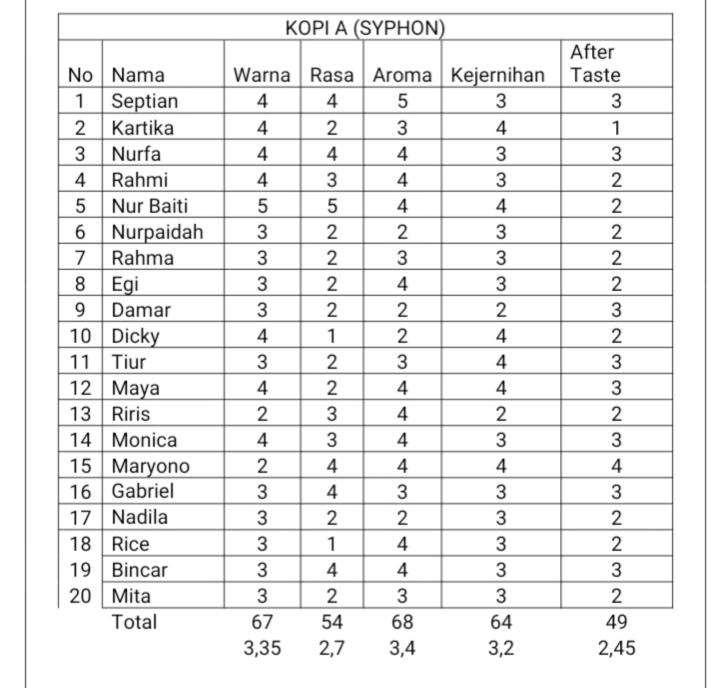 KOPI A (SYPHON)
No Nama Warna Rasa Aroma Kejernihan After Taste
1 Septian 4 4 5 3 3
2 Kartika 4 2 3 4 1
3 Nurfa 4 4 4 3 3
4 Rahmi 4 3 4 3 2
5 Nur Baiti 5 5 4 4 2
6 Nurpaidah 3 2 2 3 2
7 Rahma 3 2 3 3 2
8 Egi 3 2 4 3 2
9 Damar 3 2 2 2 3
10 Dicky 4 1 2 4 2
11 Tiur 3 2 3 4 3
12 Maya 4 2 4 4 3
13 Riris 2 3 4 2 2
14 Monica 4 3 4 3 3
15 Maryono 2 4 4 4 4
16 Gabriel 3 4 3 3 3
17 Nadila 3 2 2 3 2
18 Rice 3 1 4 3 2
19 Bincar 3 4 4 3 3
20 Mita 3 2 3 3 2
Total 67 54 68 64 49
3,35 2,7 3,4 3,2 2,45